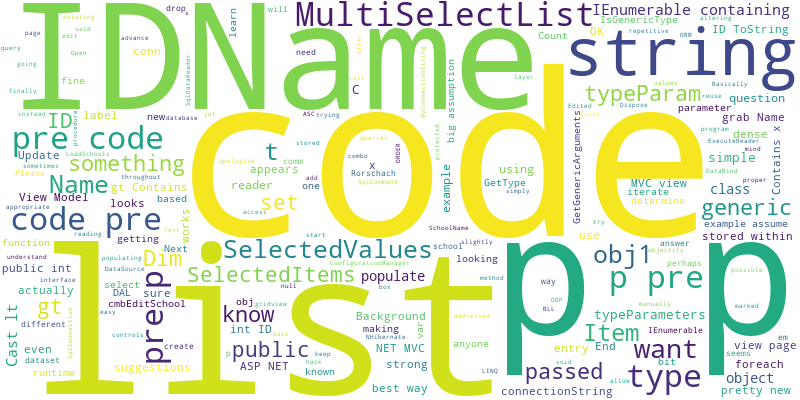 existing drop s
page said edit learn will
query Open conn
going advance
finally fine
instead label new database
procedure yet
IDName
MultiSelectList
IEnumerable containing
often IsGenericType altering
OK Count ID ToString
need repetitive ORM
call C
layer
string
SqlDataReader
MyConnectionString
big assumption
typeParam
values
Basically reuse Dispose
parameter question
grab Name
Edited
program
dense
ExecuteReader
simple mind
ID
pre code
something t
ASC trying
stored comm
protected
queries
ORDER
Contains x
GetGenericArguments
Update LoadSchools
sometimes
Please
Name
gt Contains
appears
apologize
combo x
Rorschach
add SqlCommand
example
using
GetType
simply
MVC view
determine
iterate
DataBind
class proper
code
View Model
throughout
appropriate
looks
based
reader
set one
access
use
generic
stored within
code pre
function
works
Text
Dim
Next
start
SelectedValues
school SchoolName
slightly
looking
try
example assume
interface
getting
public int
DataSource
populating
ConfigurationManager
null
SelectedItems
populate
box
obj1
objectify
answer
perhaps
p pre
gt
actually
select
DAL sure
reading
Cast lt
cmbEditSchool
understand
different easy
even create
dataset controls
runtime
suggestions
prep
SqlConnection
know
obj
gridview
int ID
public
hack
ASP NET
Background
making
var
NET MVC
strong
known
NHibernate
keep
best way
addressed
anyone
method
way
OOP
BLL
typeParameters
Item
IEnumerable
manually
possible
marked
bit view page
void seems
foreach
em
entry
End
want
type
passed
object
connectionString
LINQ
allow
pretty new
list
p p